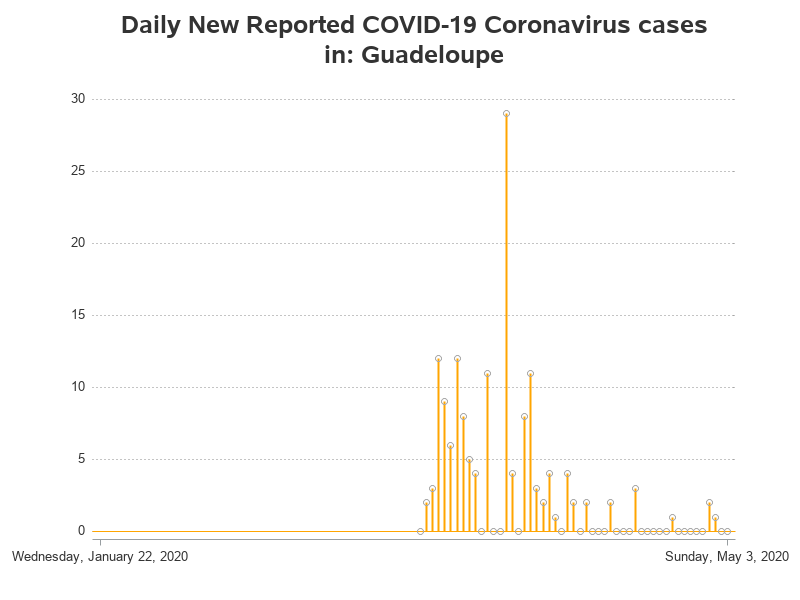 Daily New Reported COVID-19 Coronavirus cases
in: Guadeloupe
30
25
20
15
10
5
0
Wednesday, January 22, 2020
Sunday, May 3, 2020